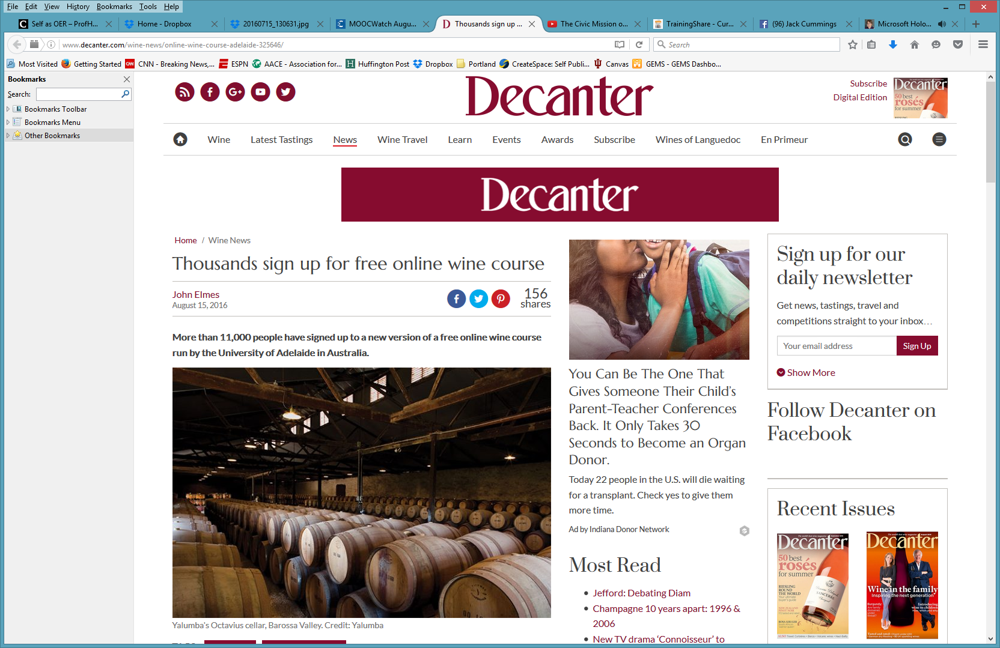 File Edit View History Bookmarks Tools Help
Self as OER – ProfH...
Home - Dropbox
20160715_130631.jpg
MOOCWatch Augu...
Thousands sign up ...
The Civic Mission o...
TrainingShare - Cur...
(96) Jack Cummings
Microsoft Holo...
www.decanter.com/wine-news/online-wine-course-adelaide-325646/
Search
Most Visited Getting Started CNN - Breaking News,... ESPN AACE - Association for... Huffington Post Dropbox Portland CreateSpace: Self Publi... Canvas GEMS - GEMS Dashbo...
Bookmarks
Search:
Bookmarks Toolbar
Bookmarks Menu
Other Bookmarks
Decanter
Subscribe
Digital Edition
Decanter
50 best
rosés
for summer
Wine Latest Tastings News Wine Travel Learn Events Awards Subscribe Wines of Languedoc En Primeur
Decanter
Home / Wine News
Thousands sign up for free online wine course
John Elmes
August 15, 2016
156
shares
More than 11,000 people have signed up to a new version of a free online wine course
run by the University of Adelaide in Australia.
Yalumba's Octavius cellar, Barossa Valley. Credit: Yalumba
You Can Be The One That
Gives Someone Their Child's
Parent-Teacher Conferences
Back. It Only Takes 30
Seconds to Become an Organ
Donor.
Today 22 people in the U.S. will die waiting
for a transplant. Check yes to give them
more time.
Ad by Indiana Donor Network
Most Read
Jefford: Debating Diam
Champagne 10 years apart: 1996 &
2006
New TV drama ‘Connoisseur’ to
Sign up for our
daily newsletter
Get news, tastings, travel and
competitions straight to your inbox…
Your email address
Sign Up
Show More
Follow Decanter on
Facebook
Recent Issues
Decanter
50 best
rosés
for summer
RIESLING
ROUND
THE WORLD
SANCERRE
Decanter
Wine in the family
Inspiring the next generation
Introducing
wine to children